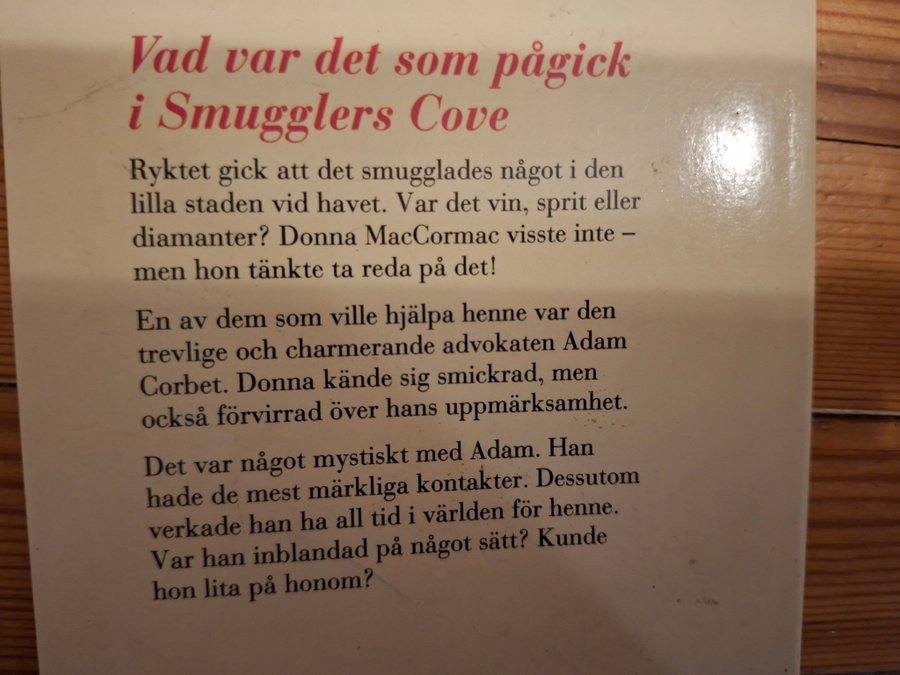 Vad var det som pågick
i Smugglers Cove
Ryktet gick att det smugglades något i den
lilla staden vid havet. Var det vin, sprit eller
diamanter? Donna MacCormac visste inte –
men hon tänkte ta reda på det!
En av dem som ville hjälpa henne var den
trevlige och charmerande advokaten Adam
Corbet. Donna kände sig smickrad, men
också förvirrad över hans uppmärksamhet.
Det var något mystiskt med Adam. Han
hade de mest märkliga kontakter. Dessutom
verkade han ha all tid i världen för henne.
Var han inblandad på något sätt? Kunde
hon lita på honom?